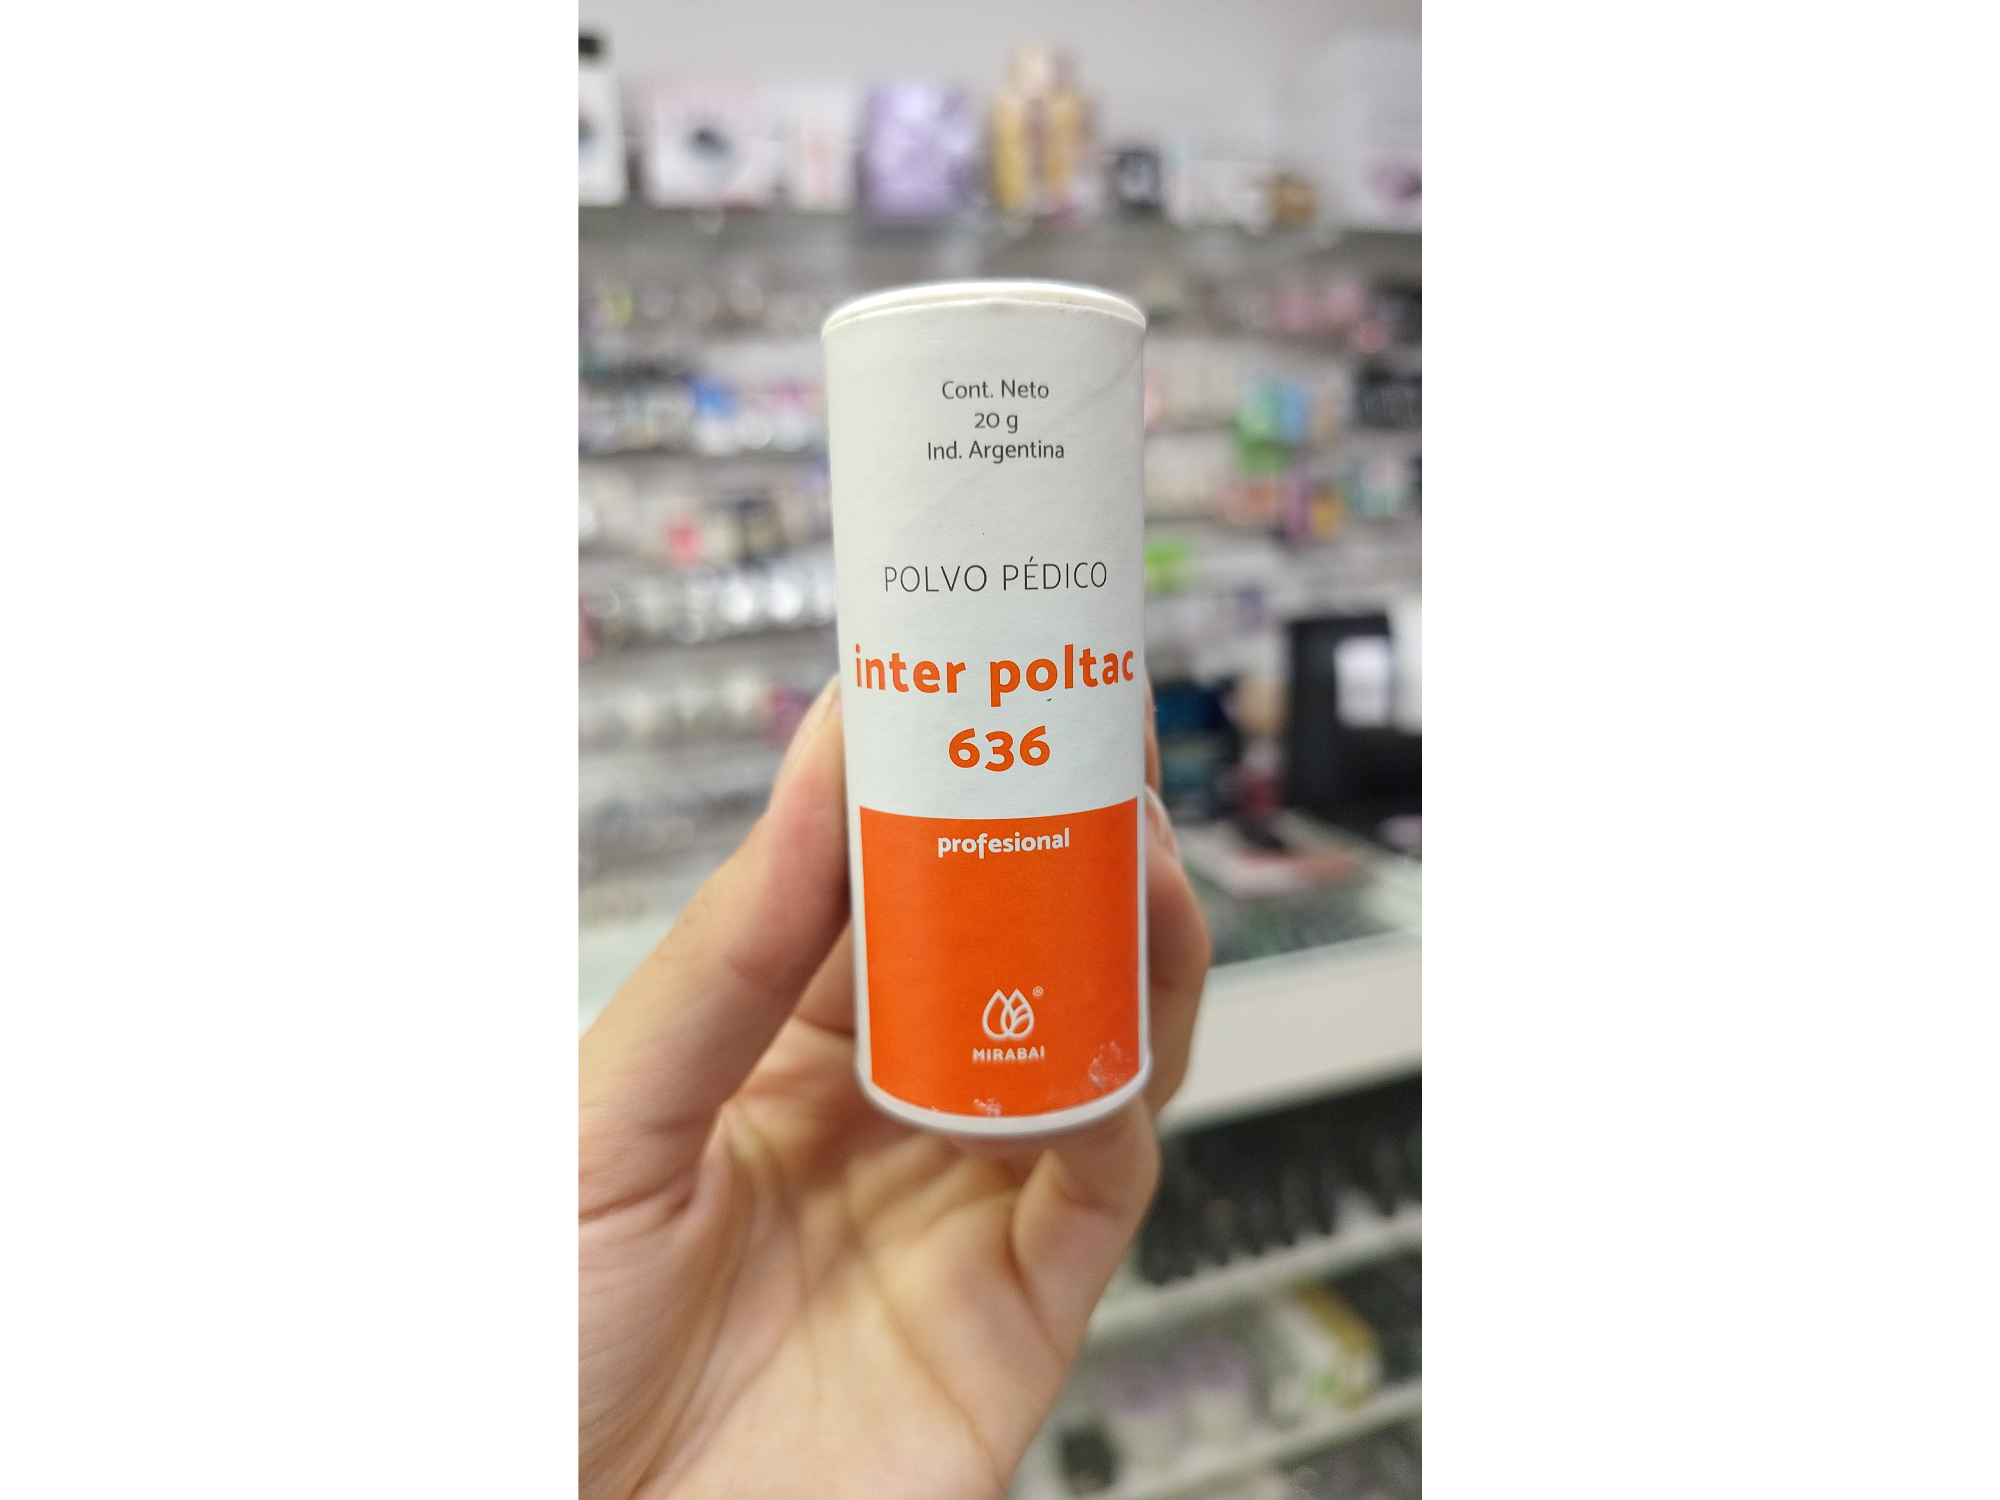 Cont. Neto
20 g
Ind. Argentina
POLVO PÉDICO
inter poltac
636
profesional
®
MIRABAI